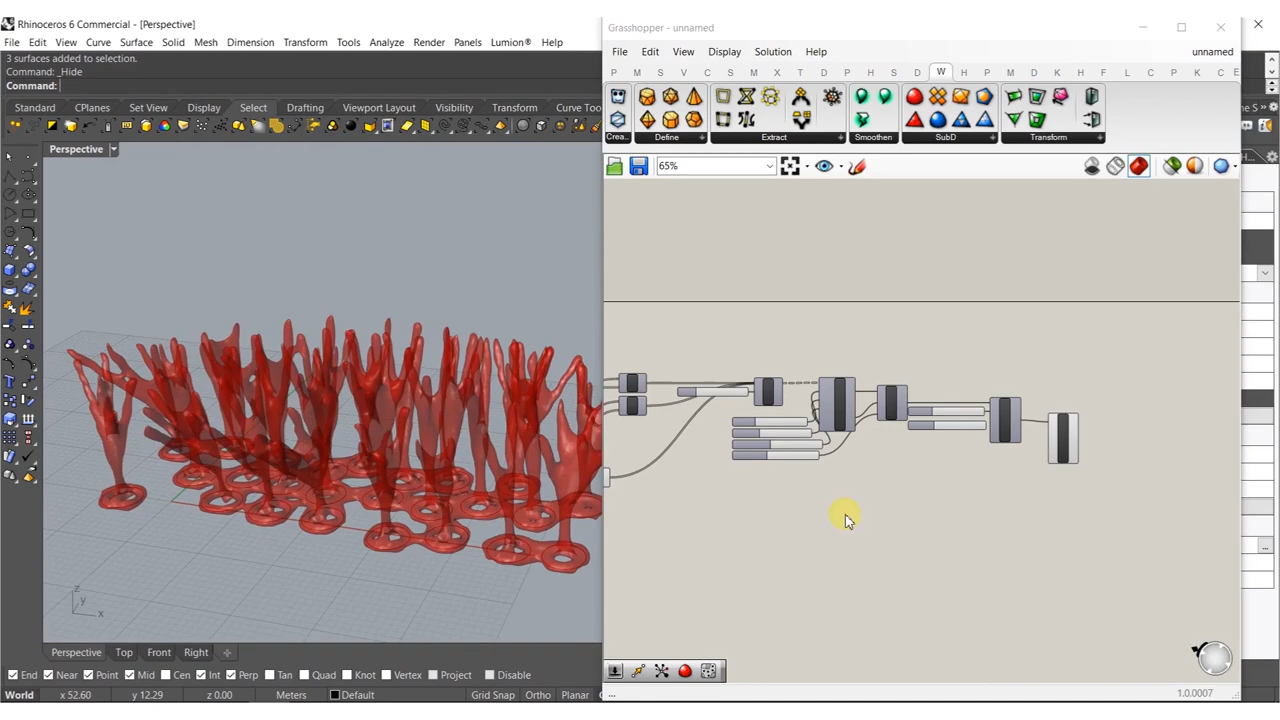 Rhinoceros 6 Commercial - [Perspective]
File Edit View Curve Surface Solid Mesh Dimension Transform Tools Analyze Render Panels Lumion® Help
3 surfaces added to selection.
Command: _Hide
Command:
Standard CPlanes Set View Display Select Drafting Viewport Layout Visibility Transform Curve Too
Perspective
z
y
x
Perspective Top Front Right
End Near Point Mid Cen Int Perp Tan Quad Knot Vertex Project Disable
World x 52.60 y 12.29 z 0.00 Meters Default Grid Snap Ortho Planar
Grasshopper - unnamed
File Edit View Display Solution Help unnamed
P M S V C S M X T D P H S D W H P M D K H F L C P K C E
Crea... Define Extract Smoothen SubD Transform
65%
...
1.0.0007
...